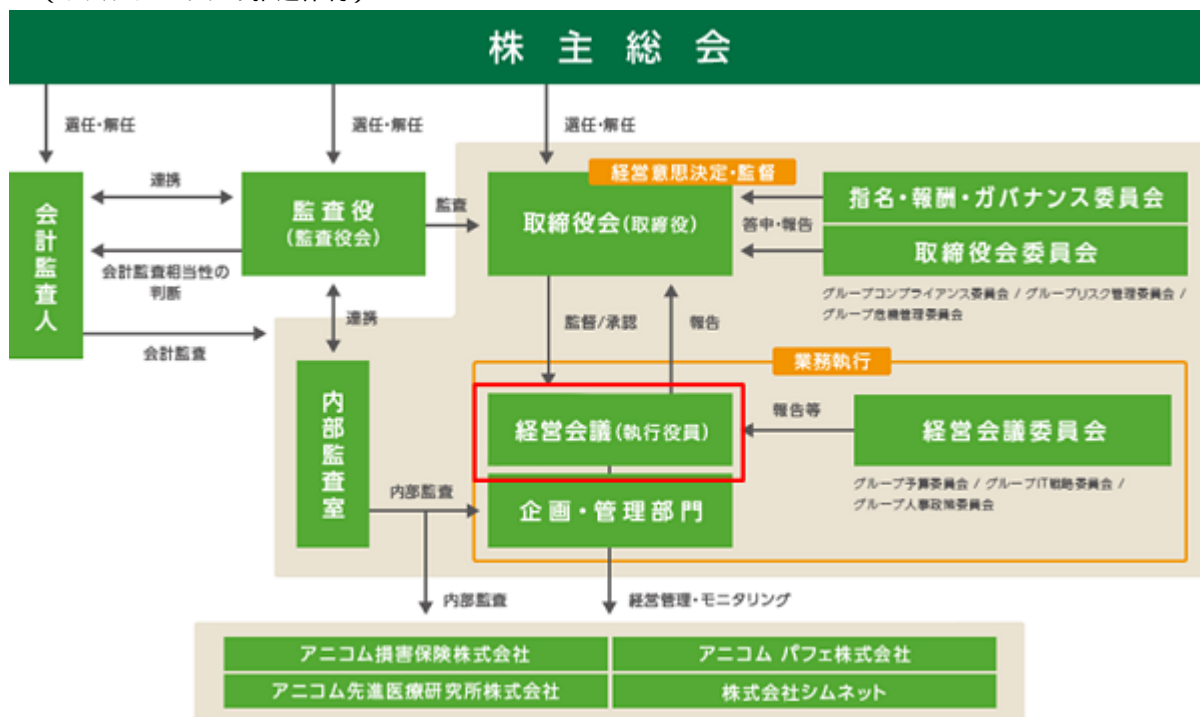 株主総会
選任・解任
選任・解任
選任・解任
経営意思決定・監督
会計監査人
連携
監査役
(監査役会)
監査
取締役会(取締役)
指名・報酬・ガバナンス委員会
答申・報告
取締役会委員会
会計監査相当性の
判断
グループコンプライアンス委員会 / グループリスク管理委員会 /
グループ危機管理委員会
会計監査
連携
監督/承認
報告
業務執行
内部監査室
経営会議(執行役員)
報告等
経営会議委員会
グループ予算委員会 / グループIT戦略委員会 /
グループ人事政策委員会
内部監査
企画・管理部門
内部監査
経営管理・モニタリング
アニコム損害保険株式会社
アニコム パフェ株式会社
アニコム先進医療研究所株式会社
株式会社シムネット